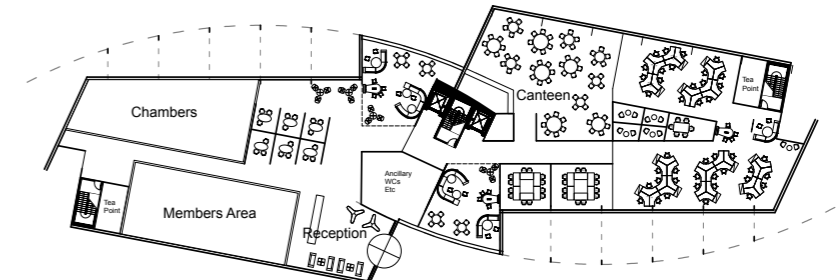 Chambers
Canteen
Tea
Point
Ancillary
WCs
Etc
Tea
Point
Members Area
Reception